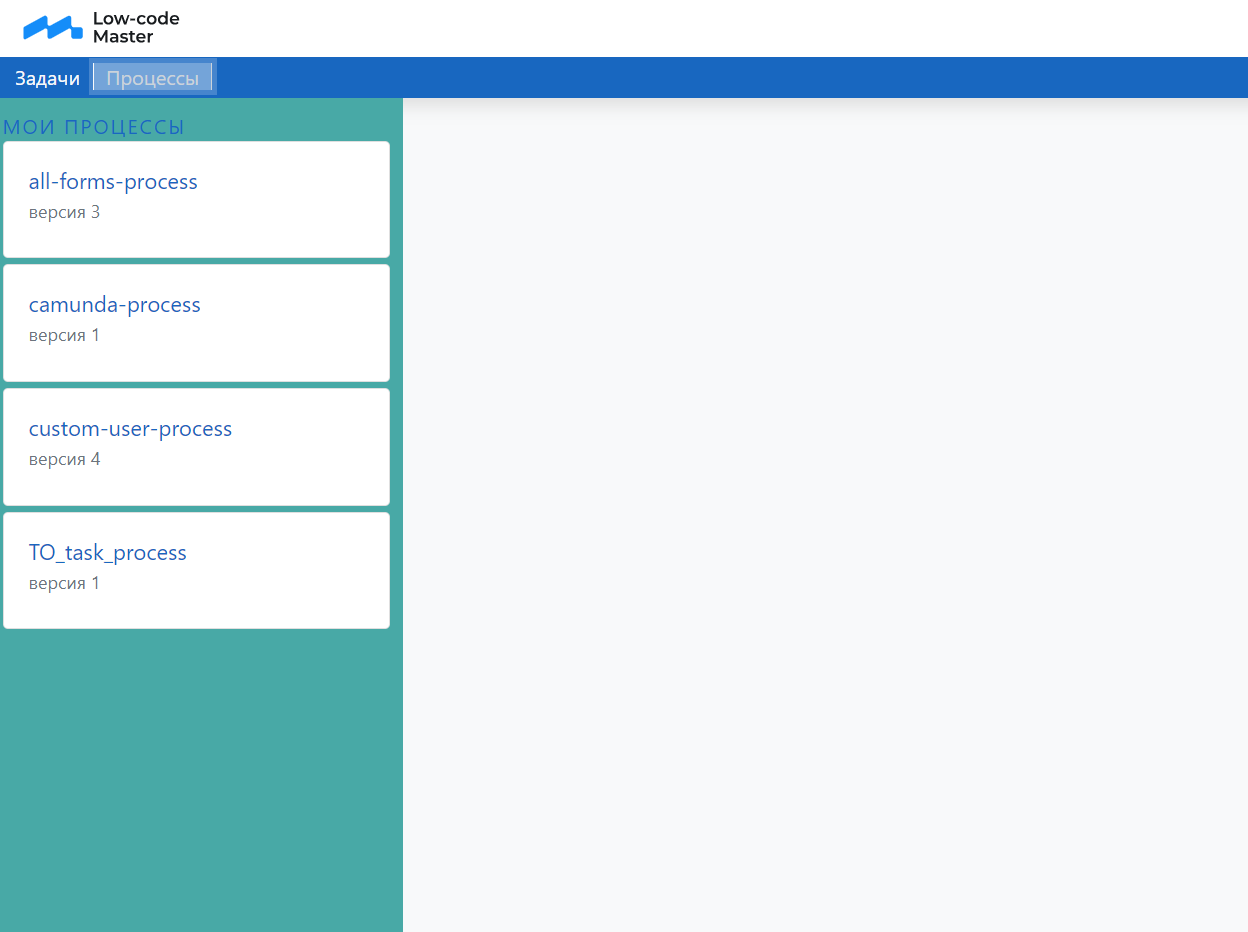 Low-code
Master
Задачи Процессы
МОИ ПРОЦЕССЫ
all-forms-process
версия 3
camunda-process
версия 1
custom-user-process
версия 4
TO_task_process
версия 1